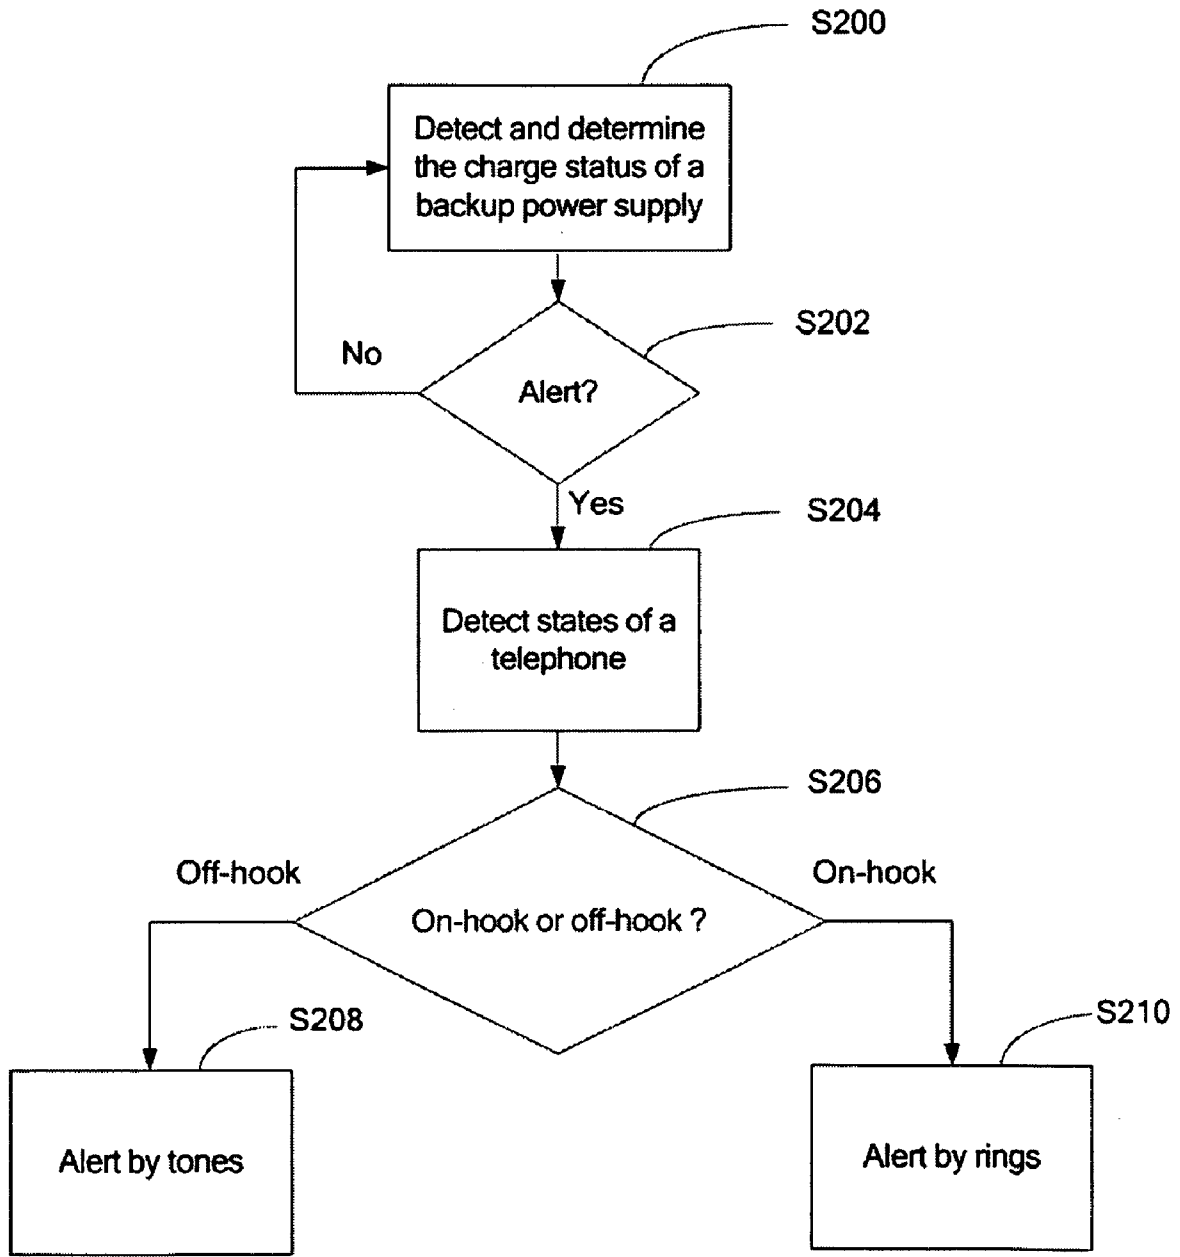 S200
Detect and determine
the charge status of a
backup power supply
S202
No
Alert?
Yes
S204
Detect states of a
telephone
S206
Off-hook
On-hook
On-hook or off-hook ?
S208
S210
Alert by tones
Alert by rings